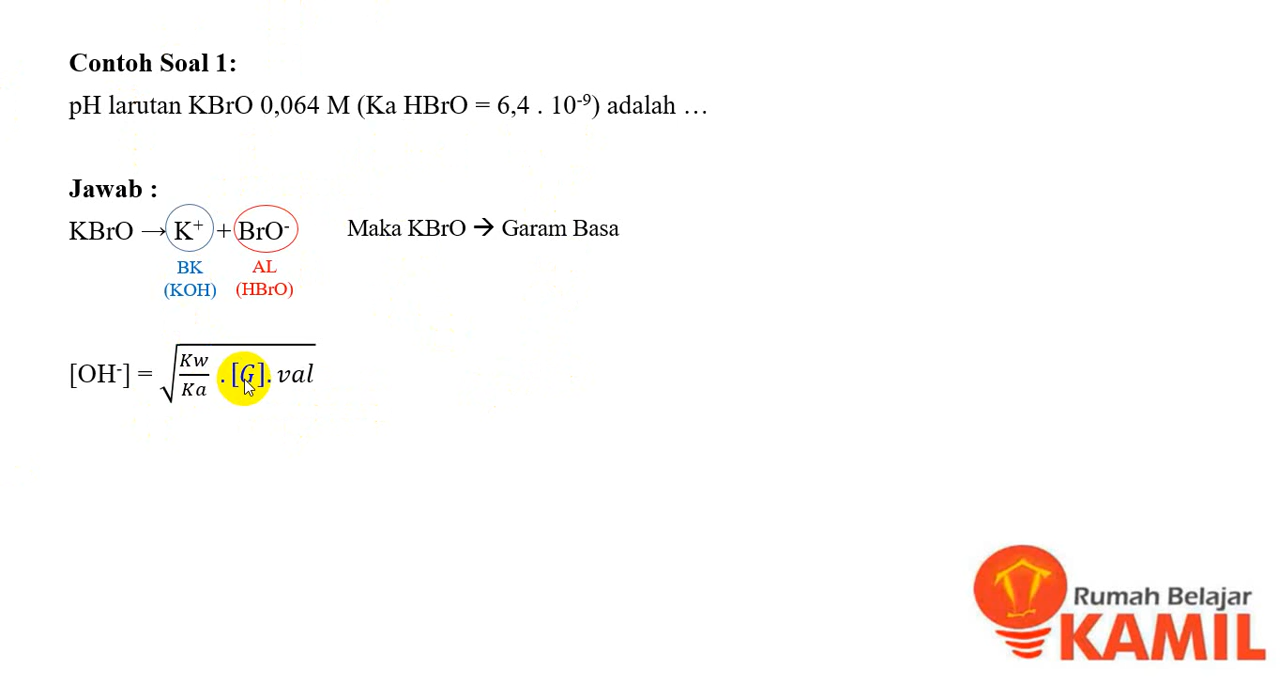 Contoh Soal 1:
pH larutan KBrO 0,064 M (Ka HBrO = 6,4 . 10⁻⁹) adalah …
Jawab :
KBrO → K⁺ + BrO⁻ Maka KBrO → Garam Basa
BK AL
(KOH) (HBrO)
[OH⁻] = √(Kw/Ka . [G]. val)
Rumah Belajar
KAMIL